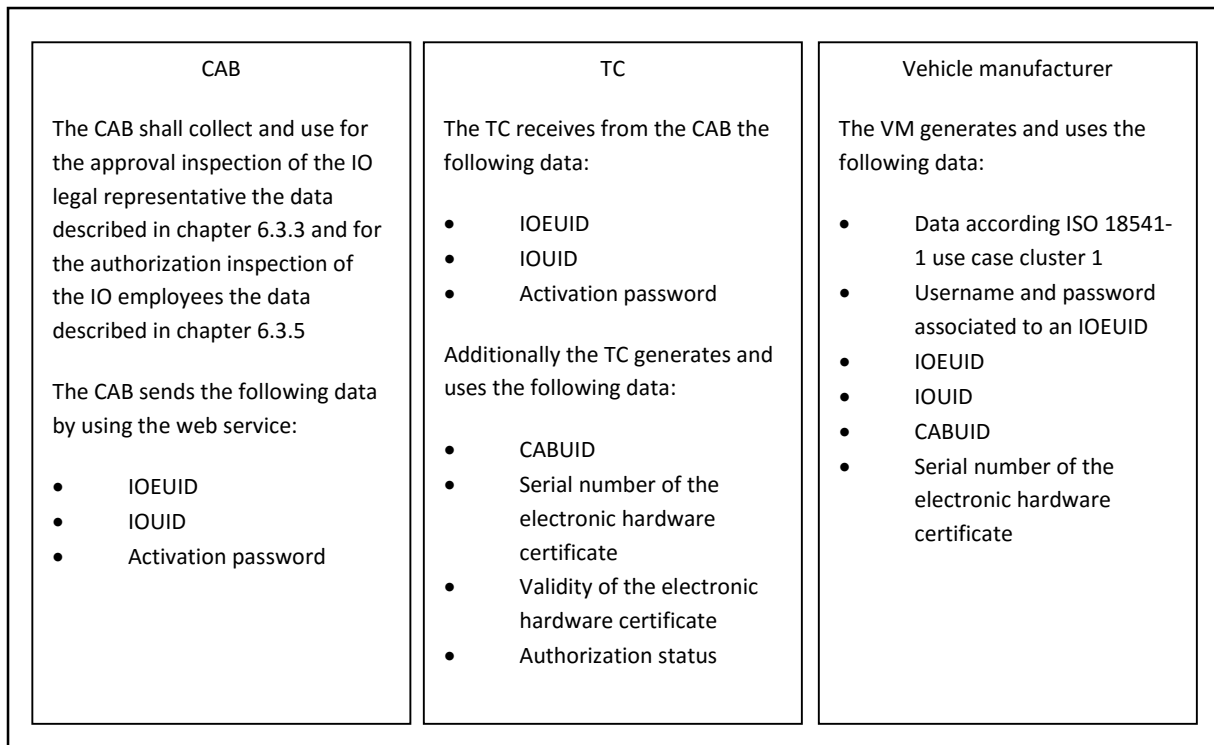 CAB
The CAB shall collect and use for
the approval inspection of the IO
legal representative the data
described in chapter 6.3.3 and for
the authorization inspection of
the IO employees the data
described in chapter 6.3.5
The CAB sends the following data
by using the web service:
• IOEUID
• IOUID
• Activation password
TC
The TC receives from the CAB the
following data:
• IOEUID
• IOUID
• Activation password
Additionally the TC generates and
uses the following data:
• CABUID
• Serial number of the
electronic hardware
certificate
• Validity of the electronic
hardware certificate
• Authorization status
Vehicle manufacturer
The VM generates and uses the
following data:
• Data according ISO 18541-
1 use case cluster 1
• Username and password
associated to an IOEUID
• IOEUID
• IOUID
• CABUID
• Serial number of the
electronic hardware
certificate